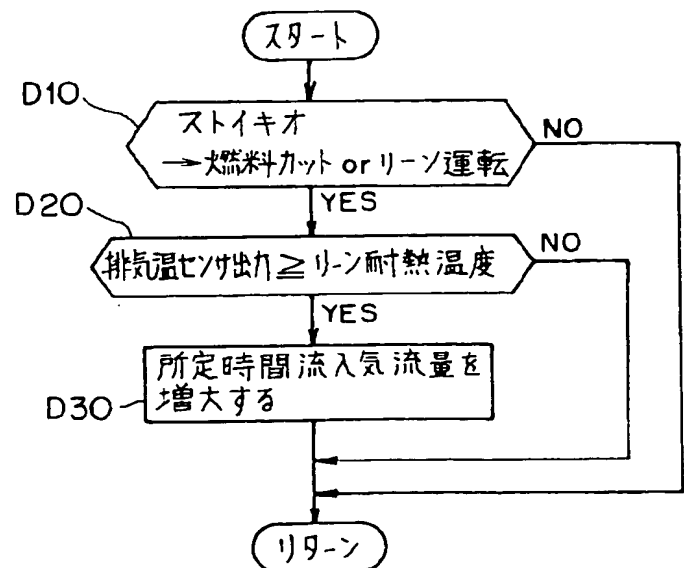 スタート
D10
ストイキオ
→燃料カット or リーン運転
NO
YES
D20
排気温センサ出力≧リーン耐熱温度
NO
YES
所定時間流入気流量を
増大する
D30
リターン